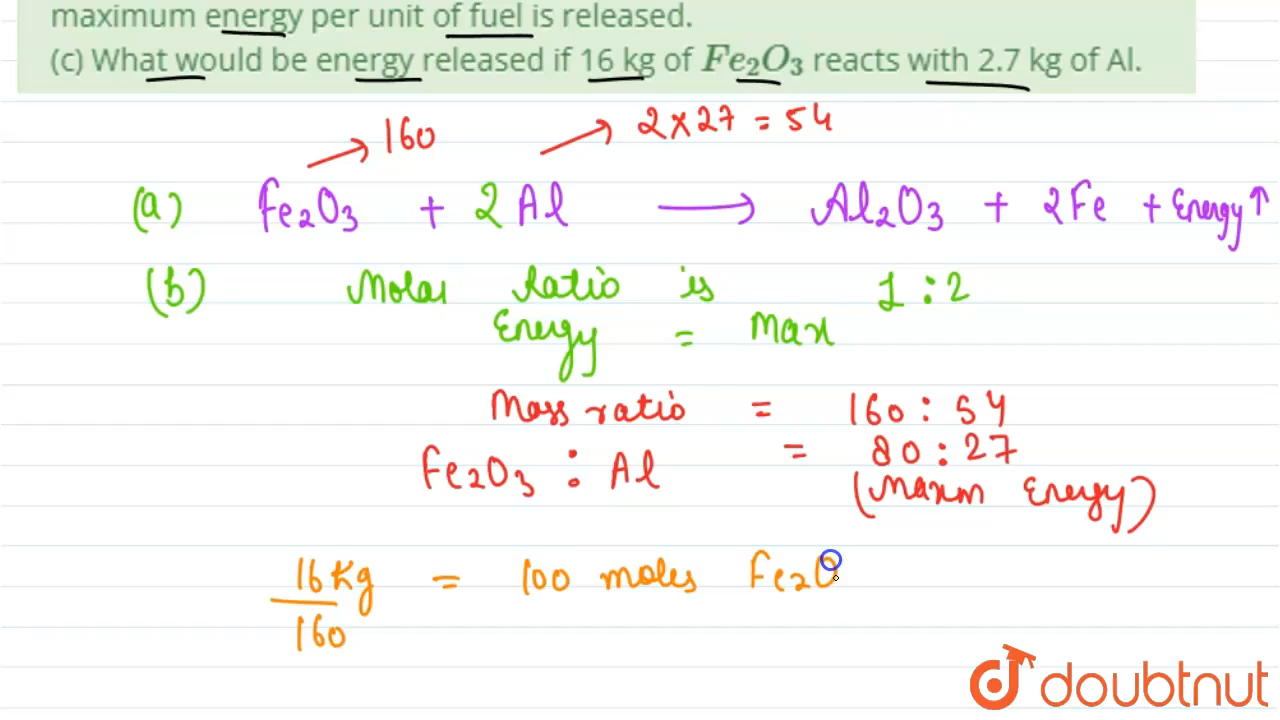 maximum energy per unit of fuel is released.
(c) What would be energy released if 16 kg of Fe₂O₃ reacts with 2.7 kg of Al.
160
2×27 = 54
(a) Fe₂O₃ + 2 Al → Al₂O₃ + 2Fe + Energy↑
(b) Molar Ratio is 1 : 2
Energy = Max
Mass ratio = 160 : 54
Fe₂O₃ : Al = 80 : 27
(Maxm Energy)
16 Kg = 100 moles Fe₂O
160
doubtnut